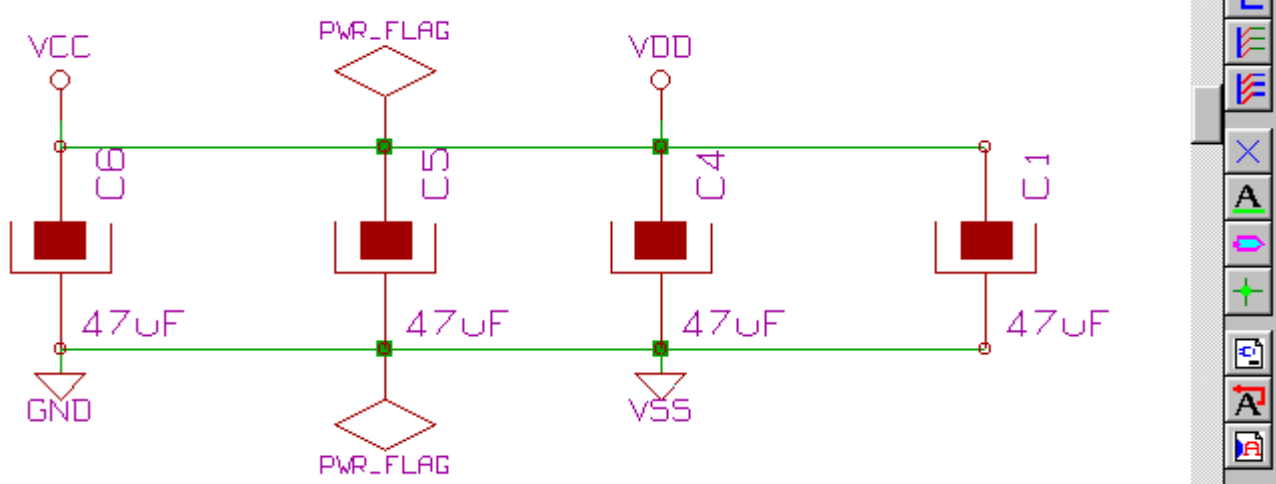 PWR_FLAG
VCC
VDD
C6
C5
C4
C1
47uF
47uF
47uF
47uF
GND
VSS
PWR_FLAG
A
A
A